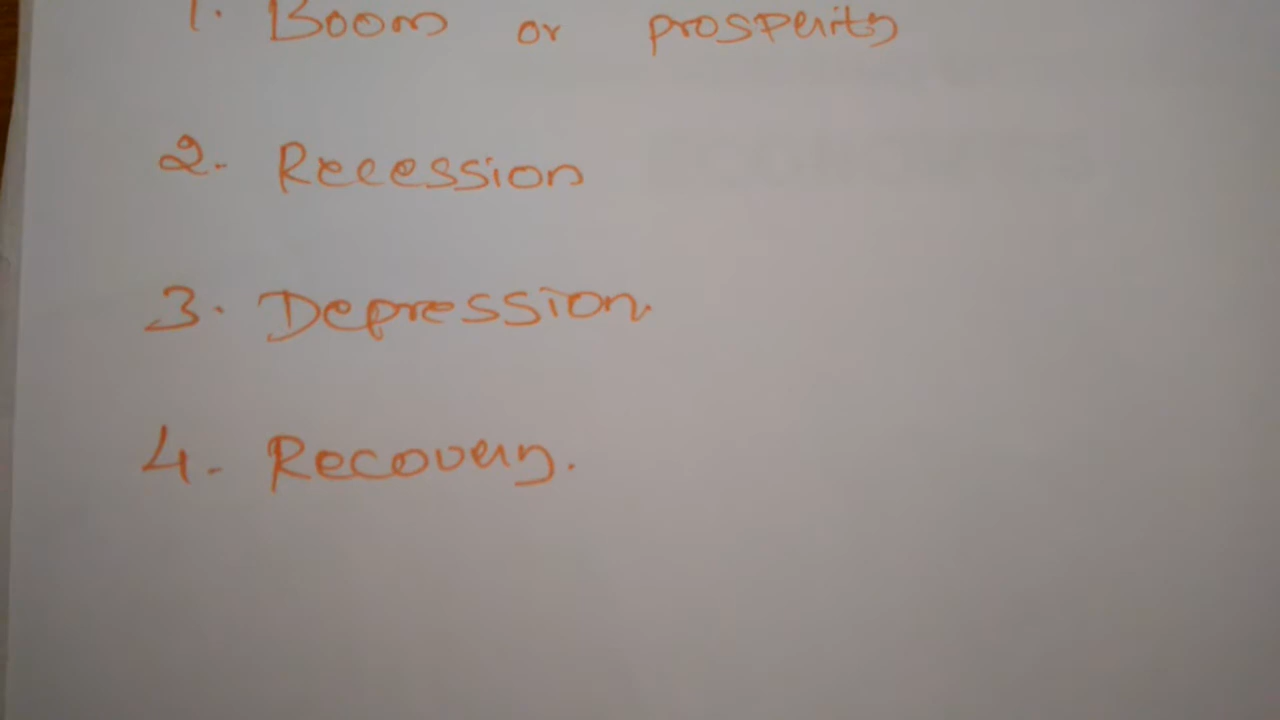 1. Boom or prosperity
2. Recession
3. Depression.
4. Recovery.